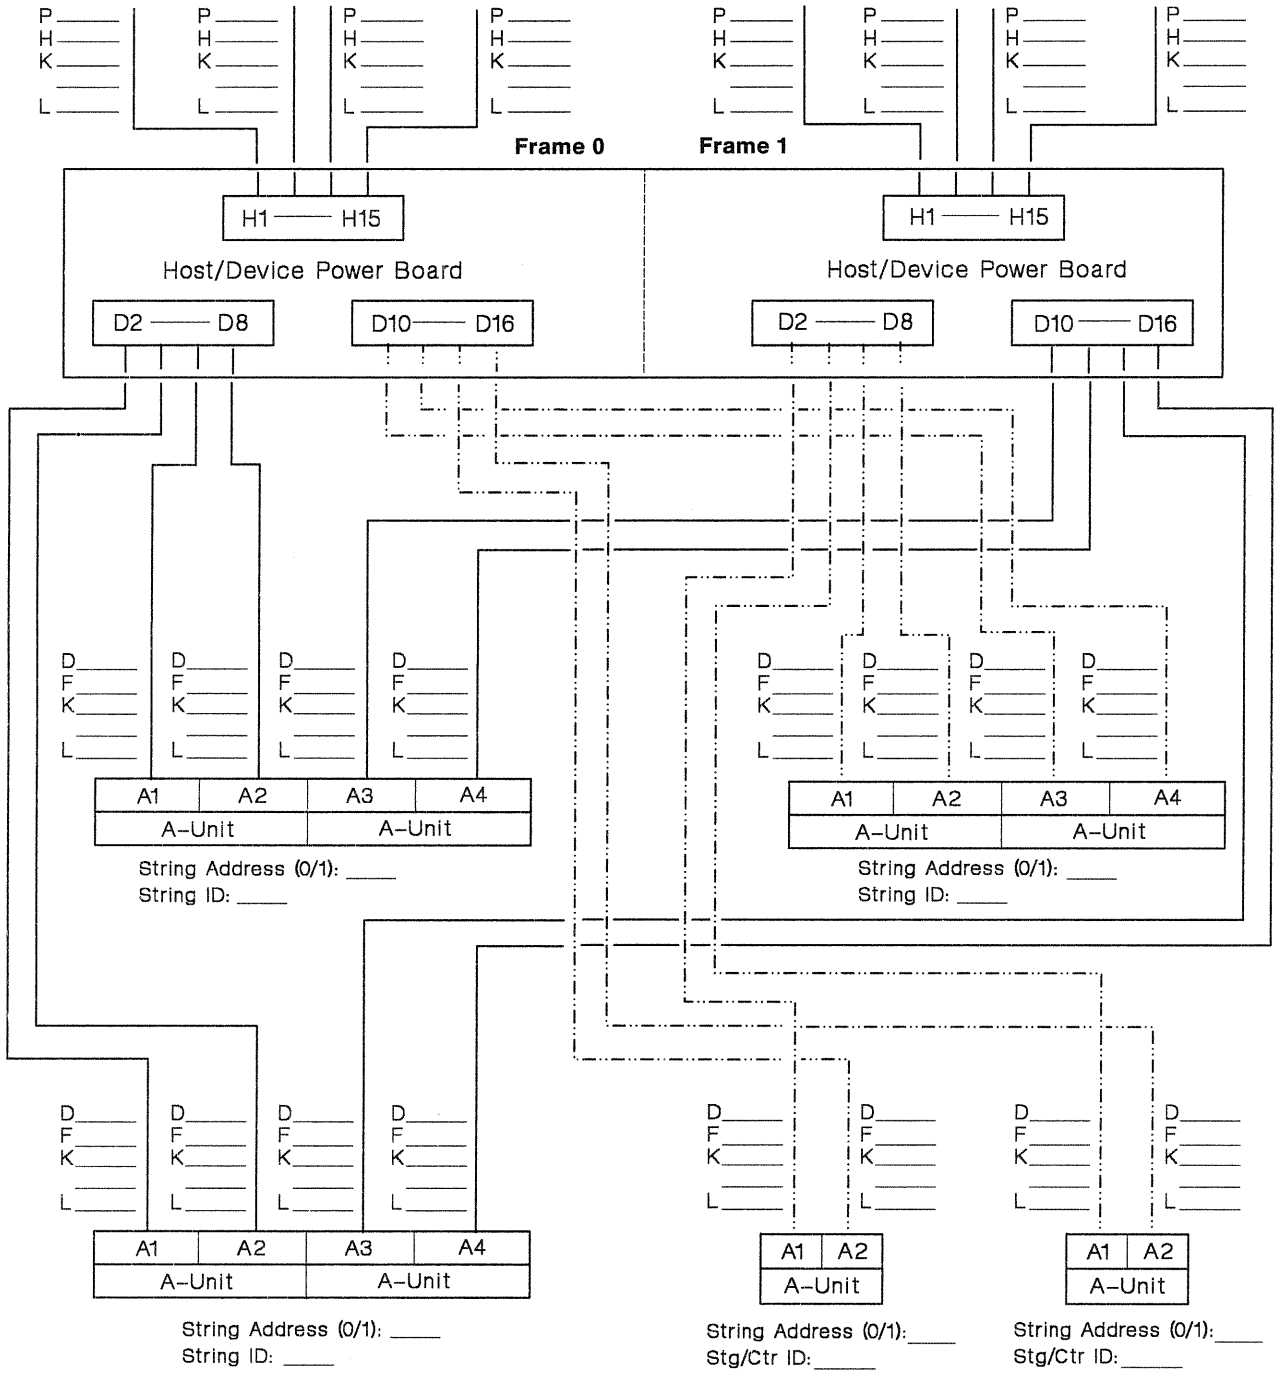 P P P P P P P P
H H H H H H H H
K K K K K K K K
L L L L L L L L
Frame 0 Frame 1
H1 H15 H1 H15
Host/Device Power Board Host/Device Power Board
D2 D8 D10 D16 D2 D8 D10 D16
D D D D D D D D
F F F F F F F F
K K K K K K K K
L L L L L L L L
A1 A2 A3 A4 A1 A2 A3 A4
A-Unit A-Unit A-Unit A-Unit
String Address (0/1): String Address (0/1):
String ID: String ID:
D D D D D D D D
F F F F F F F F
K K K K K K K K
L L L L L L L L
A1 A2 A3 A4 A1 A2 A1 A2
A-Unit A-Unit A-Unit A-Unit
String Address (0/1): String Address (0/1): String Address (0/1):
String ID: Stg/Ctr ID: Stg/Ctr ID: